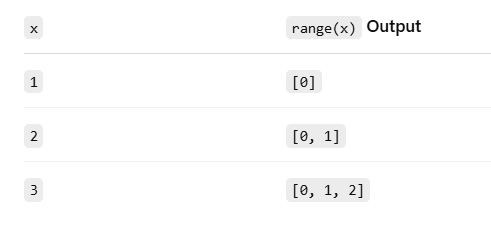 x range(x) Output
1 [0]
2 [0, 1]
3 [0, 1, 2]